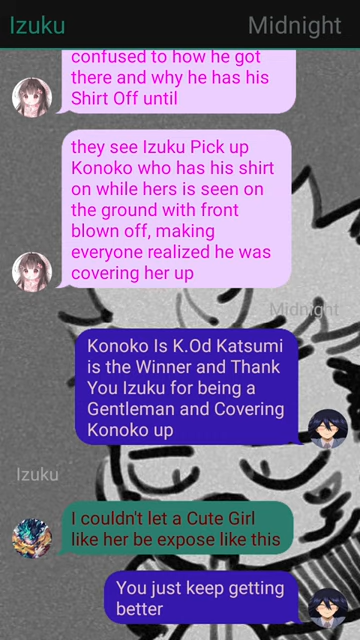 Izuku
Midnight
confused to how he got
there and why he has his
Shirt Off until
they see Izuku Pick up
Konoko who has his shirt
on while hers is seen on
the ground with front
blown off, making
everyone realized he was
covering her up
Midnight
Konoko Is K.Od Katsumi
is the Winner and Thank
You Izuku for being a
Gentleman and Covering
Konoko up
Izuku
I couldn't let a Cute Girl
like her be expose like this
You just keep getting
better